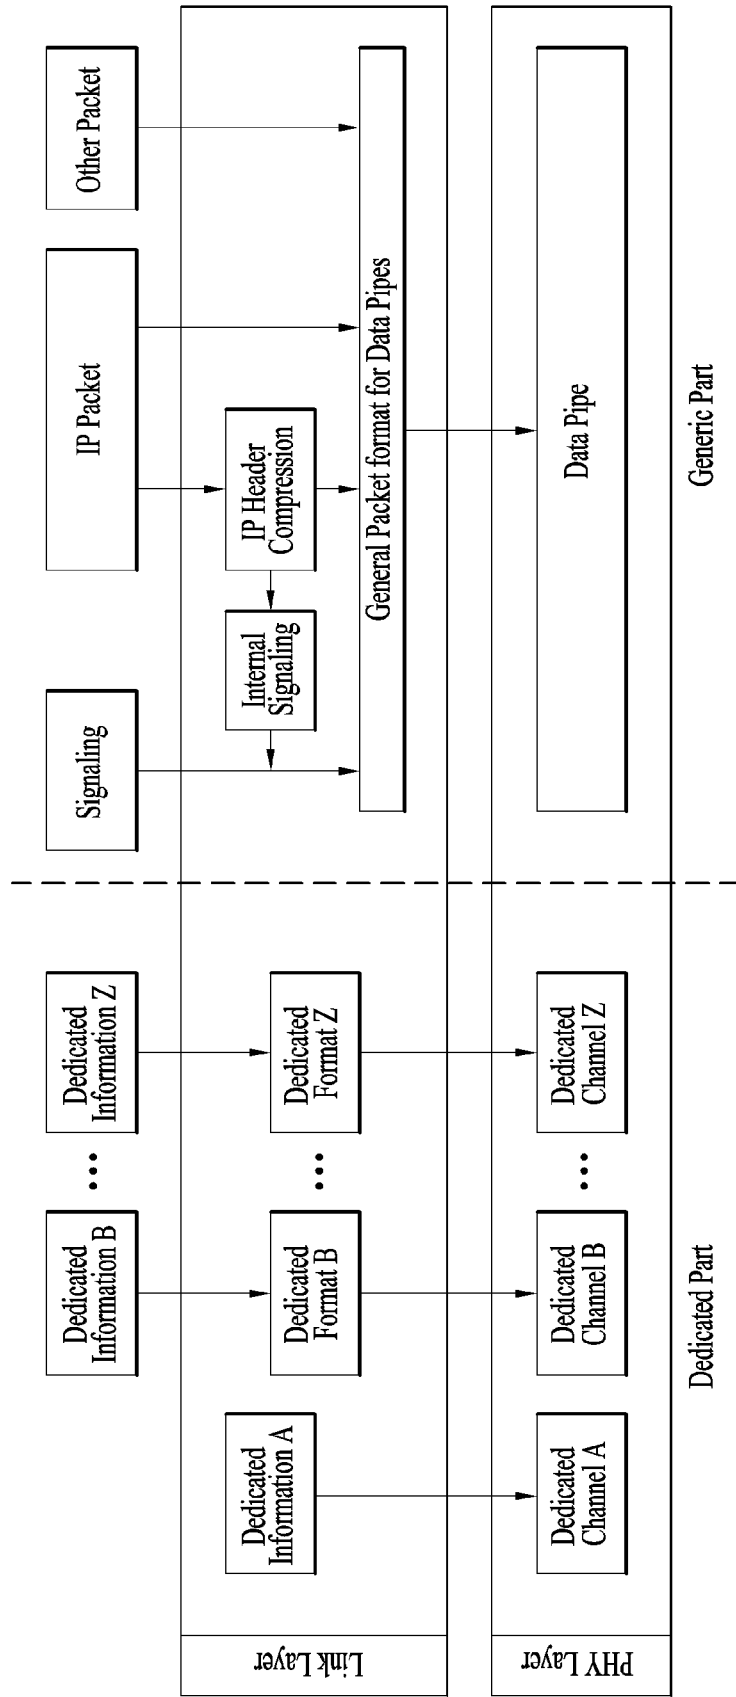 Dedicated
Information B
•••
Dedicated
Information Z
Signaling
IP Packet
Other Packet
Link Layer
Dedicated
Information A
Dedicated
Format B
•••
Dedicated
Format Z
Internal
Signaling
IP Header
Compression
General Packet format for Data Pipes
PHY Layer
Dedicated
Channel A
Dedicated
Channel B
•••
Dedicated
Channel Z
Data Pipe
Dedicated Part
Generic Part